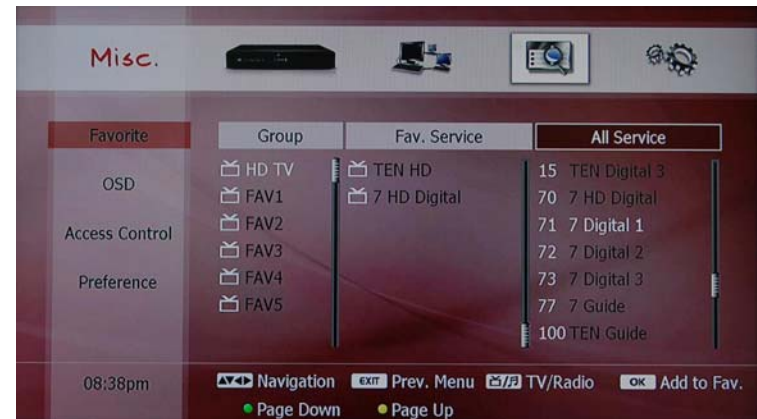 Misc.
Favorite
OSD
Access Control
Preference
08:38pm
Group
HD TV
FAV1
FAV2
FAV3
FAV4
FAV5
Fav. Service
TEN HD
7 HD Digital
All Service
15 TEN Digital 3
70 7 HD Digital
71 7 Digital 1
72 7 Digital 2
73 7 Digital 3
77 7 Guide
100 TEN Guide
Navigation EXIT Prev. Menu TV/Radio OK Add to Fav.
Page Down Page Up